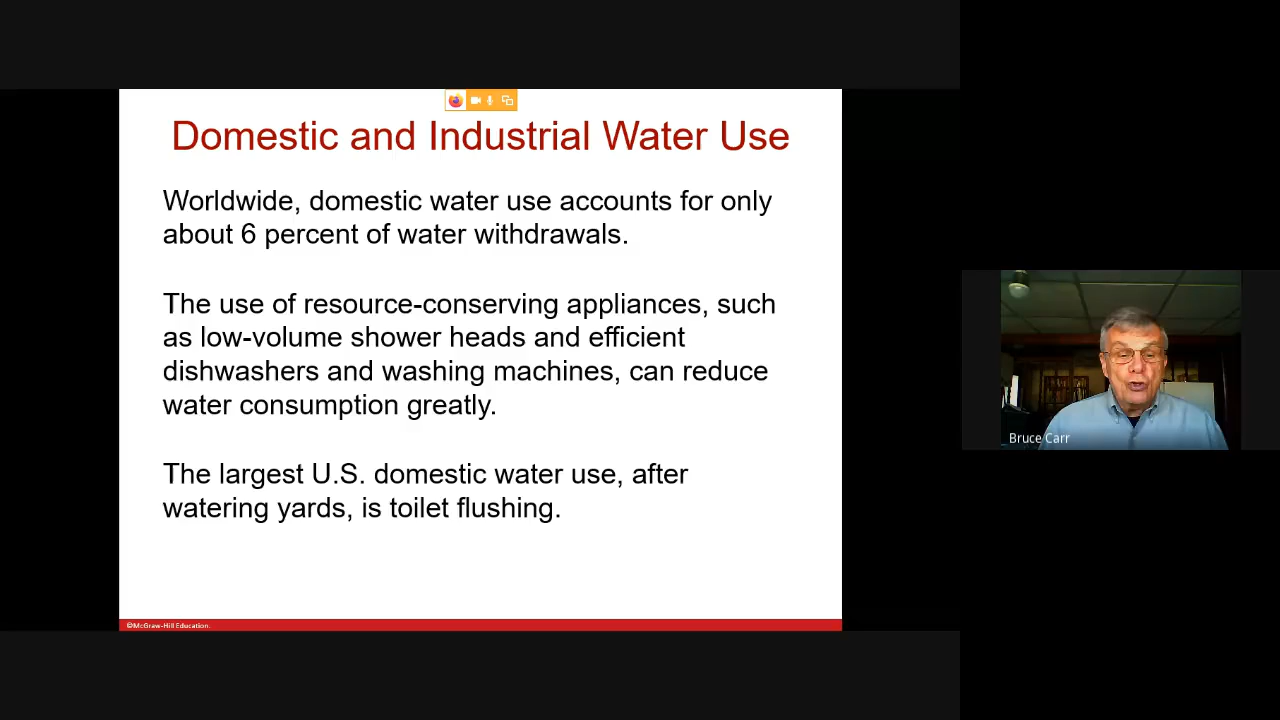 Domestic and Industrial Water Use
Worldwide, domestic water use accounts for only
about 6 percent of water withdrawals.
The use of resource-conserving appliances, such
as low-volume shower heads and efficient
dishwashers and washing machines, can reduce
water consumption greatly.
The largest U.S. domestic water use, after
watering yards, is toilet flushing.
©McGraw-Hill Education.
Bruce Carr